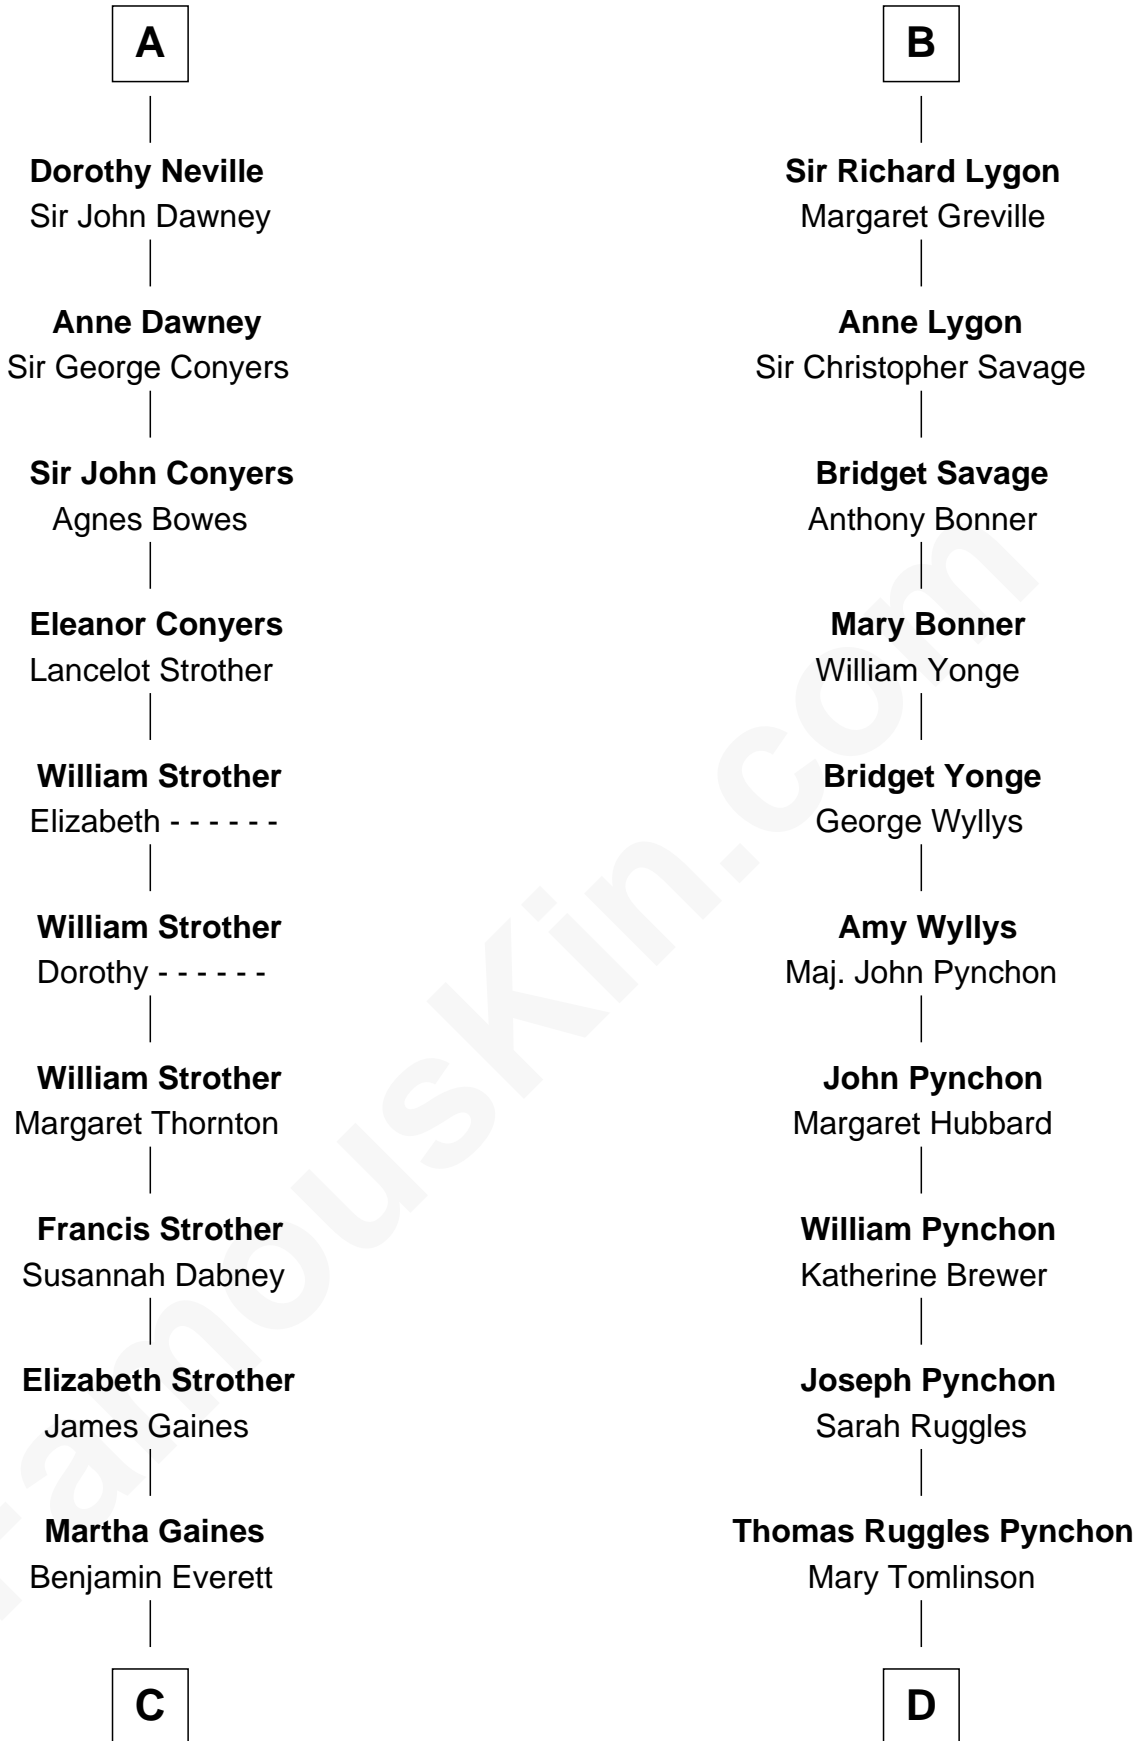 A
Dorothy Neville
Sir John Dawney
Anne Dawney
Sir George Conyers
Sir John Conyers
Agnes Bowes
Eleanor Conyers
Lancelot Strother
William Strother
Elizabeth - - - - - -
William Strother
Dorothy - - - - - -
William Strother
Margaret Thornton
Francis Strother
Susannah Dabney
Elizabeth Strother
James Gaines
Martha Gaines
Benjamin Everett
C
B
Sir Richard Lygon
Margaret Greville
Anne Lygon
Sir Christopher Savage
Bridget Savage
Anthony Bonner
Mary Bonner
William Yonge
Bridget Yonge
George Wyllys
Amy Wyllys
Maj. John Pynchon
John Pynchon
Margaret Hubbard
William Pynchon
Katherine Brewer
Joseph Pynchon
Sarah Ruggles
Thomas Ruggles Pynchon
Mary Tomlinson
D
FamousKin.com